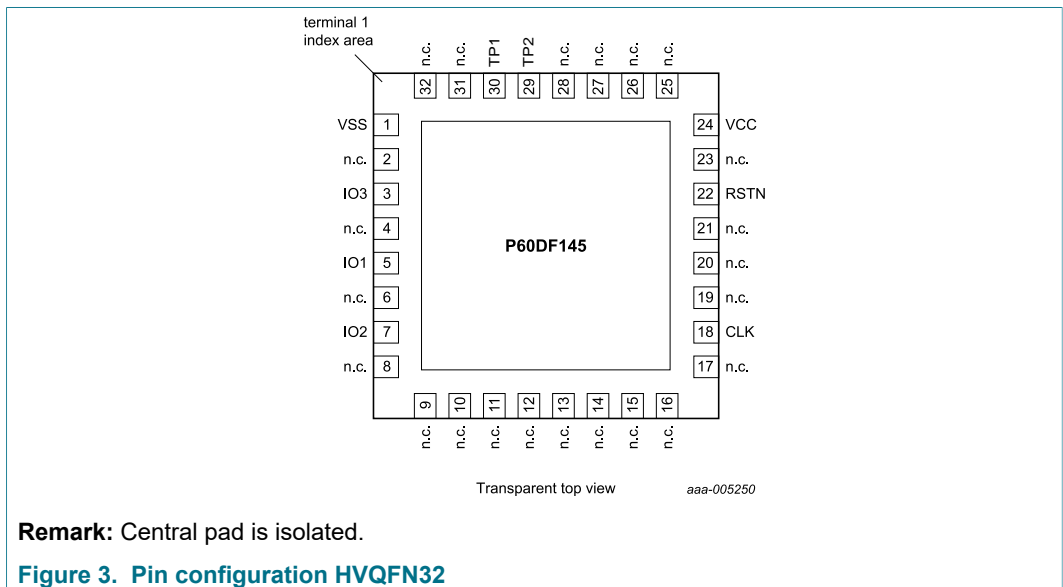 terminal 1
index area
n.c. n.c. TP1 TP2 n.c. n.c. n.c. n.c.
32 31 30 29 28 27 26 25
VSS 1 24 VCC
n.c. 2 23 n.c.
IO3 3 22 RSTN
n.c. 4 21 n.c.
P60DF145
IO1 5 20 n.c.
n.c. 6 19 n.c.
IO2 7 18 CLK
n.c. 8 17 n.c.
9 10 11 12 13 14 15 16
n.c. n.c. n.c. n.c. n.c. n.c. n.c. n.c.
Transparent top view aaa-005250
Remark: Central pad is isolated.
Figure 3. Pin configuration HVQFN32